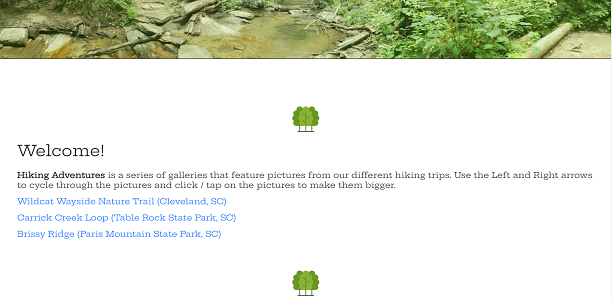 Welcome!
Hiking Adventures is a series of galleries that feature pictures from our different hiking trips. Use the Left and Right arrows
to cycle through the pictures and click / tap on the pictures to make them bigger.
Wildcat Wayside Nature Trail (Cleveland, SC)
Carrick Creek Loop (Table Rock State Park, SC)
Brissy Ridge (Paris Mountain State Park, SC)